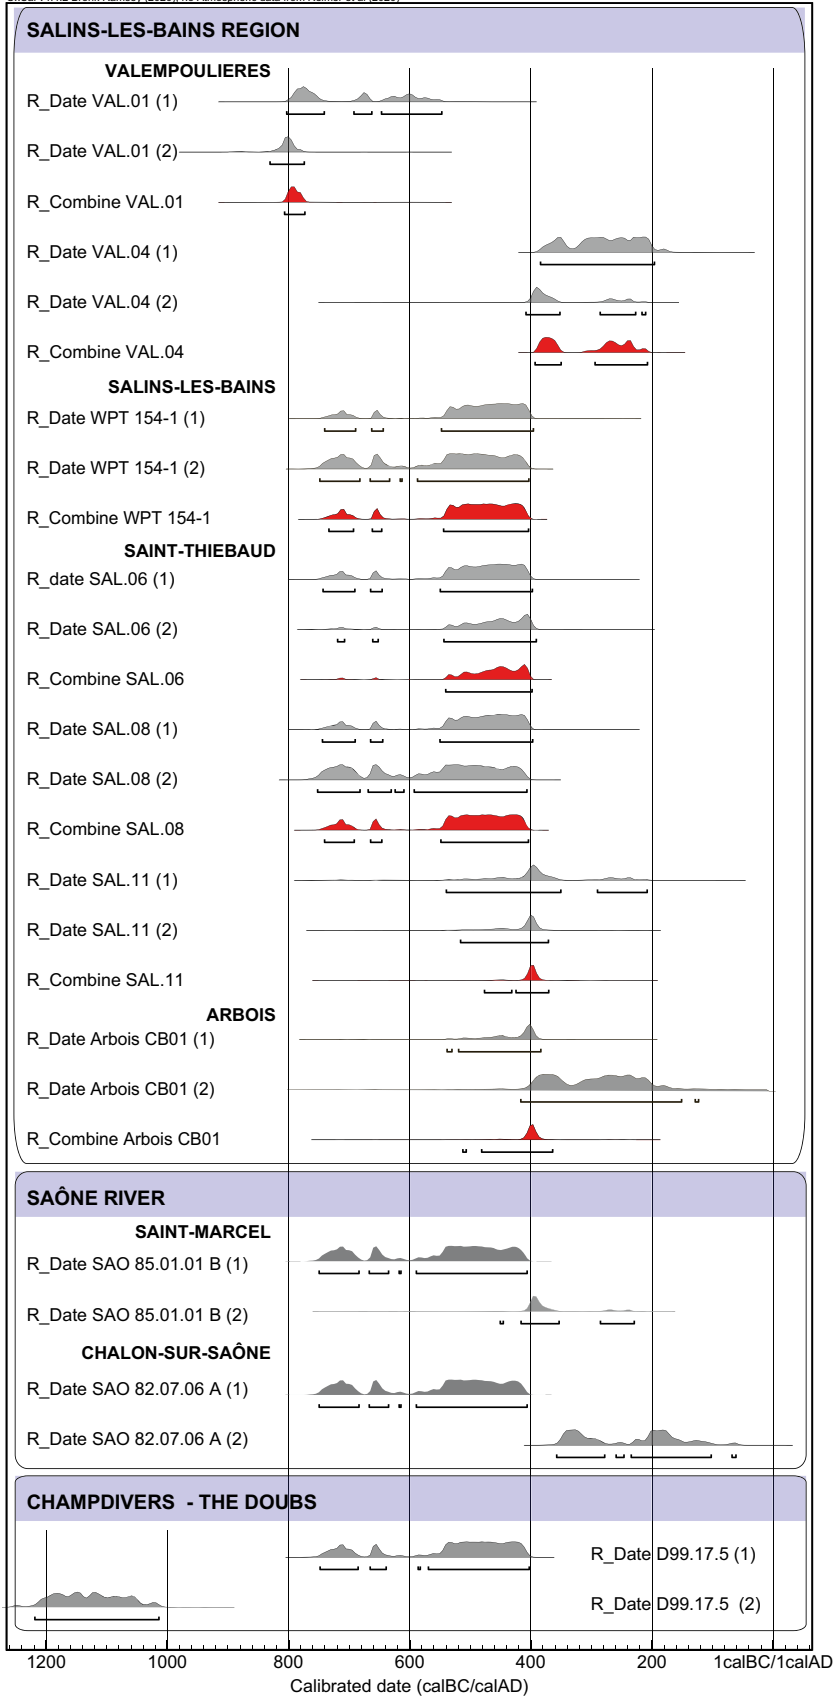 SALINS-LES-BAINS REGION
VALEMPOULIERES
R_Date VAL.01 (1)
R_Date VAL.01 (2)
R_Combine VAL.01
R_Date VAL.04 (1)
R_Date VAL.04 (2)
R_Combine VAL.04
SALINS-LES-BAINS
R_Date WPT 154-1 (1)
R_Date WPT 154-1 (2)
R_Combine WPT 154-1
SAINT-THIEBAUD
R_date SAL.06 (1)
R_Date SAL.06 (2)
R_Combine SAL.06
R_Date SAL.08 (1)
R_Date SAL.08 (2)
R_Combine SAL.08
R_Date SAL.11 (1)
R_Date SAL.11 (2)
R_Combine SAL.11
ARBOIS
R_Date Arbois CB01 (1)
R_Date Arbois CB01 (2)
R_Combine Arbois CB01
SAÔNE RIVER
SAINT-MARCEL
R_Date SAO 85.01.01 B (1)
R_Date SAO 85.01.01 B (2)
CHALON-SUR-SAÔNE
R_Date SAO 82.07.06 A (1)
R_Date SAO 82.07.06 A (2)
CHAMPDIVERS - THE DOUBS
R_Date D99.17.5 (1)
R_Date D99.17.5 (2)
1200 1000 800 600 400 200 1calBC/1calAD
Calibrated date (calBC/calAD)